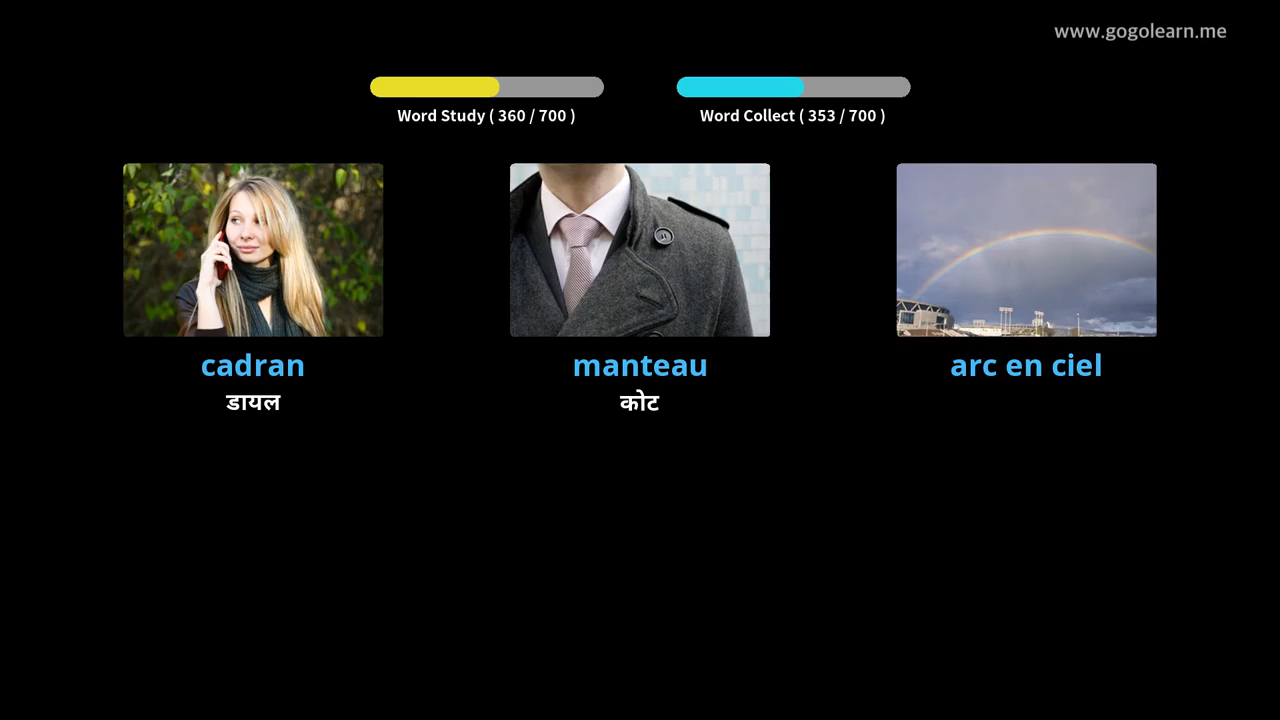 www.gogolearn.me
Word Study ( 360 / 700 )
Word Collect ( 353 / 700 )
cadran
manteau
arc en ciel
डायल
कोट